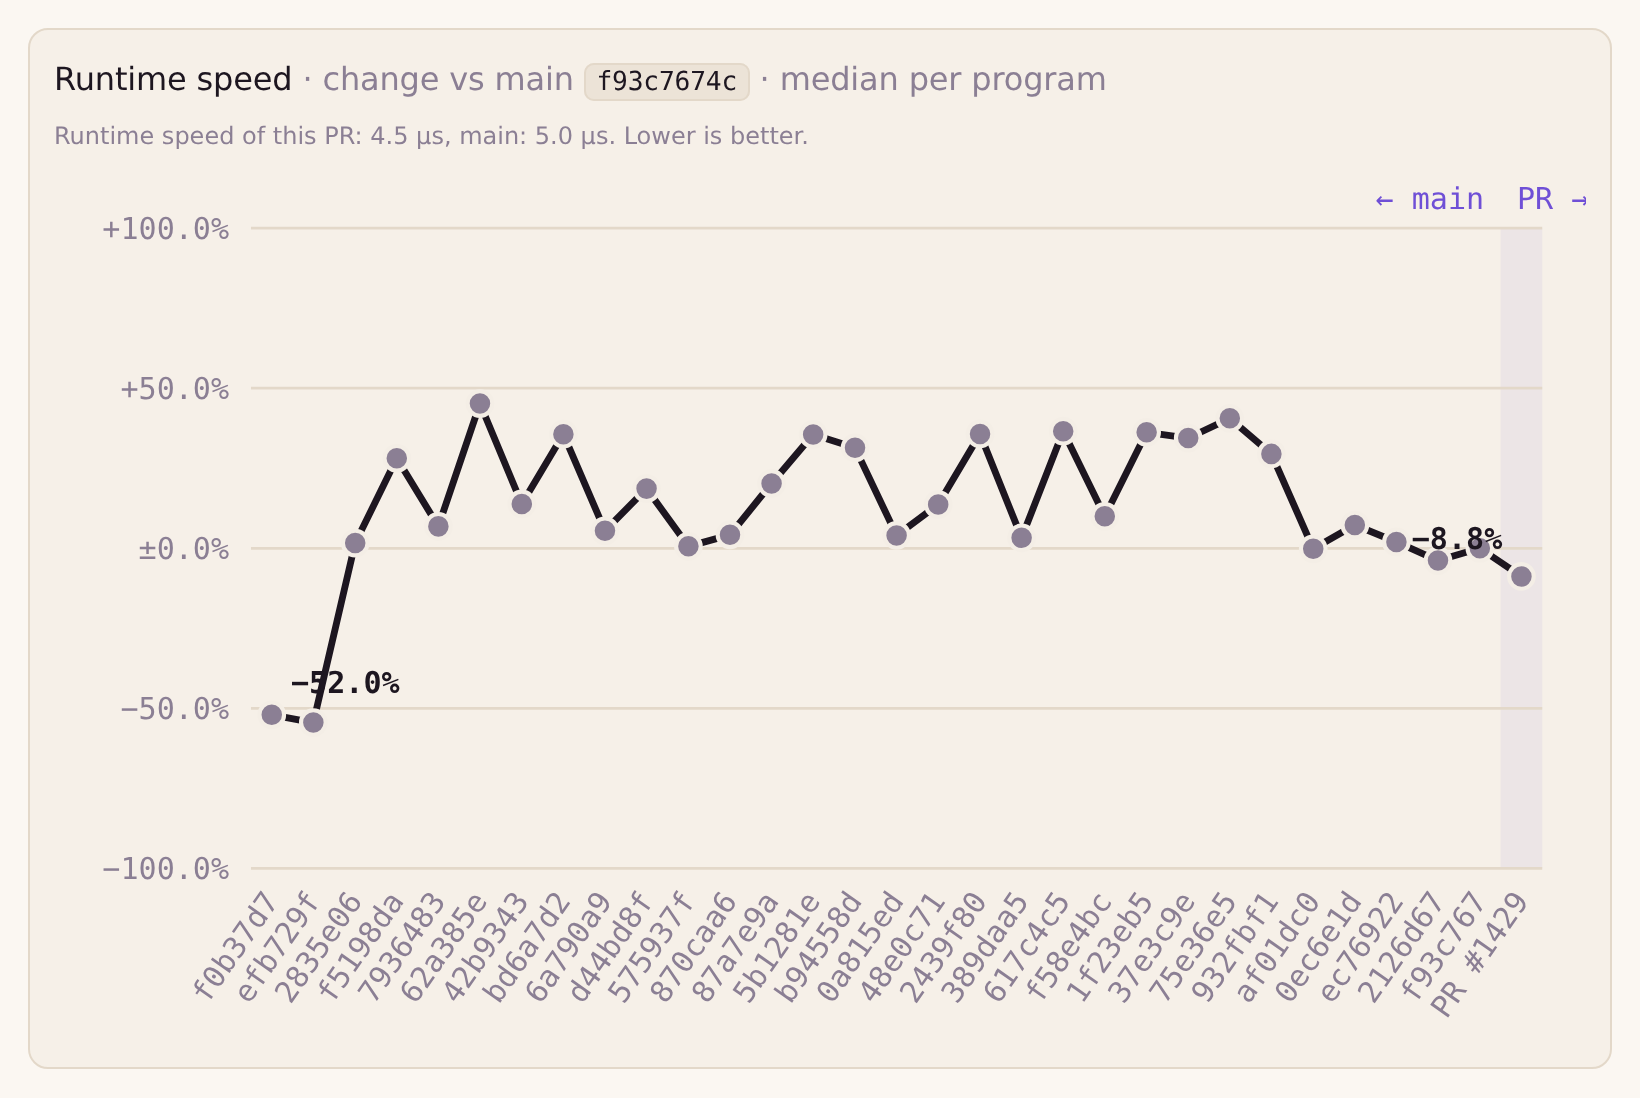 Runtime speed · change vs main f93c7674c · median per program
Runtime speed of this PR: 4.5 µs, main: 5.0 µs. Lower is better.
← main PR →
+100.0%
+50.0%
±0.0%
−50.0%
−100.0%
−52.0%
−8.8%
f0b37d7
efb729f
2835e06
f5198da
7936483
62a385e
42b9343
bd6a7d2
6a790a9
d44bd8f
575937f
870caa6
87a7e9a
5b1281e
b94558d
0a815ed
48e0c71
2439f80
389daa5
617c4c5
f58e4bc
1f23eb5
37e3c9e
75e36e5
932fbf1
af01dc0
0ec6e1d
ec76922
2126d67
f93c767
PR #1429